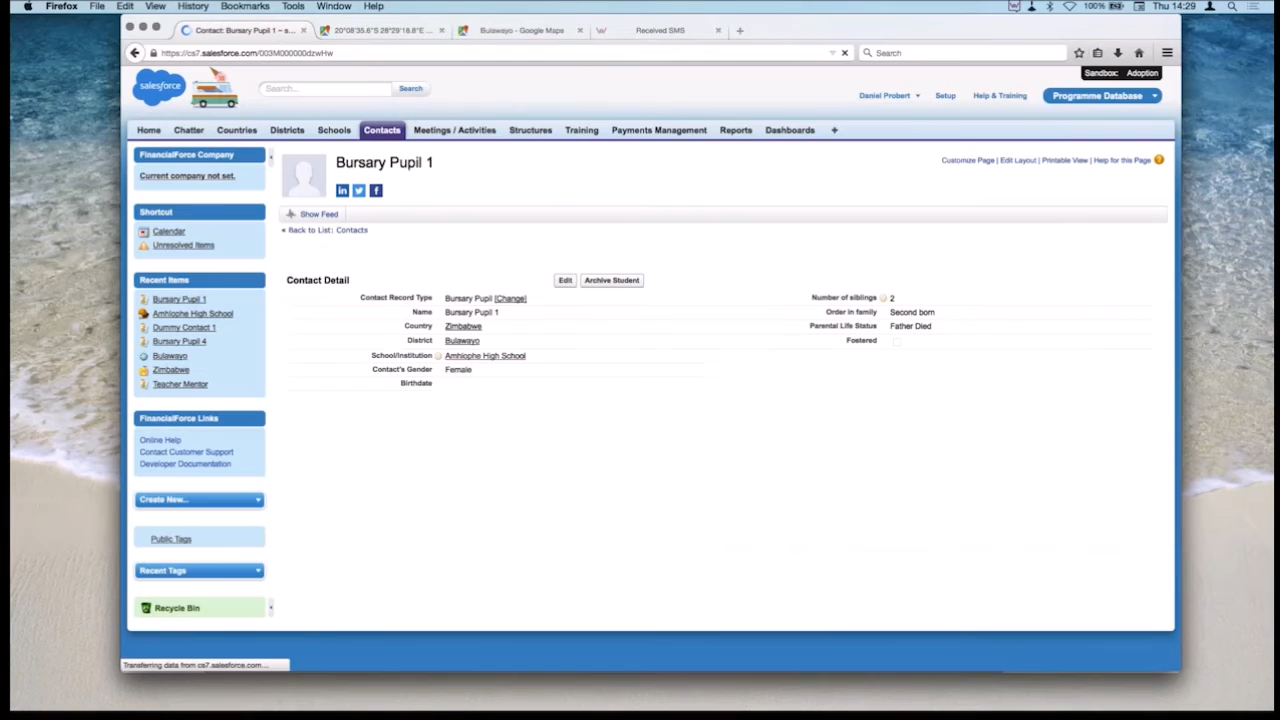 Firefox File Edit View History Bookmarks Tools Window Help 100% Thu 14:29
Contact: Bursary Pupil 1 ~ s... 20°08'35.6"S 28°29'18.8"E ... Bulawayo - Google Maps Received SMS
https://cs7.salesforce.com/003M000000dzwHw Search
Sandbox: Adoption
salesforce Search... Search Daniel Probert Setup Help & Training Programme Database
Home Chatter Countries Districts Schools Contacts Meetings / Activities Structures Training Payments Management Reports Dashboards +
FinancialForce Company
Current company not set.
Shortcut
Calendar
Unresolved Items
Recent Items
Bursary Pupil 1
Amhlophe High School
Dummy Contact 1
Bursary Pupil 4
Bulawayo
Zimbabwe
Teacher Mentor
FinancialForce Links
Online Help
Contact Customer Support
Developer Documentation
Create New...
Public Tags
Recent Tags
Recycle Bin
Bursary Pupil 1
Customize Page | Edit Layout | Printable View | Help for this Page ?
in f
Show Feed
« Back to List: Contacts
Contact Detail Edit Archive Student
Contact Record Type Bursary Pupil [Change]
Name Bursary Pupil 1
Country Zimbabwe
District Bulawayo
School/Institution Amhlophe High School
Contact's Gender Female
Birthdate
Number of siblings 2
Order in family Second born
Parental Life Status Father Died
Fostered
Transferring data from cs7.salesforce.com...